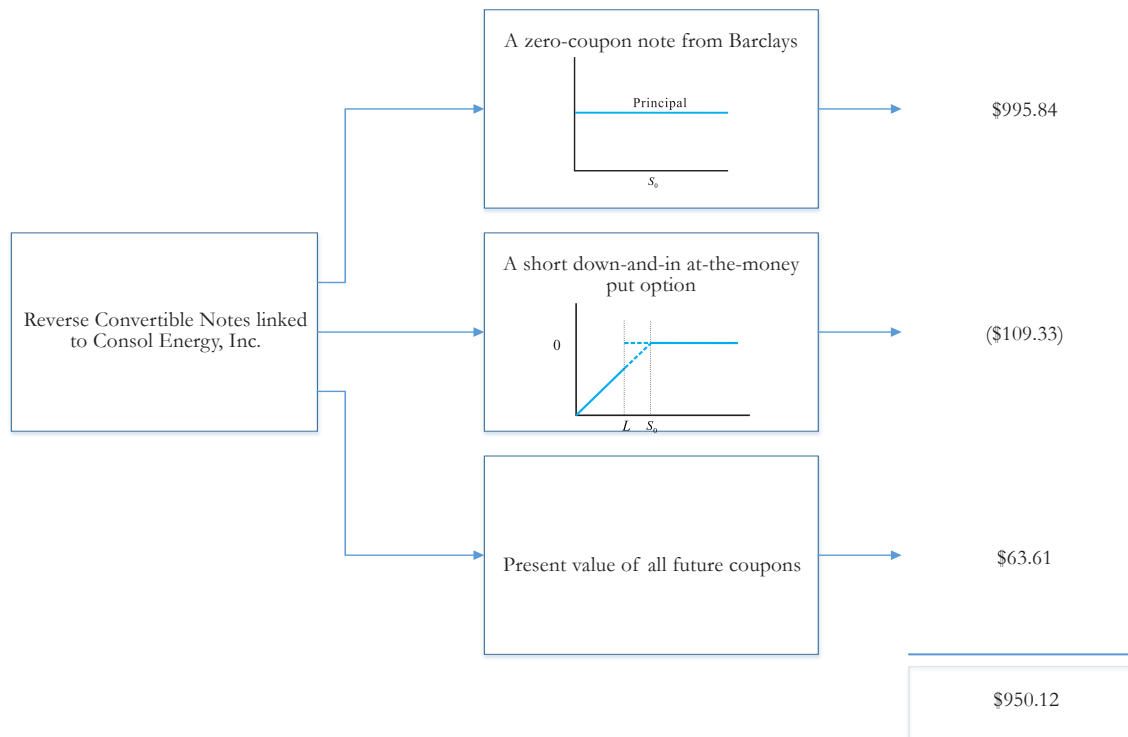 A zero-coupon note from Barclays
Principal
S₀
$995.84
Reverse Convertible Notes linked
to Consol Energy, Inc.
A short down-and-in at-the-money
put option
0
L S₀
($109.33)
Present value of all future coupons
$63.61
$950.12